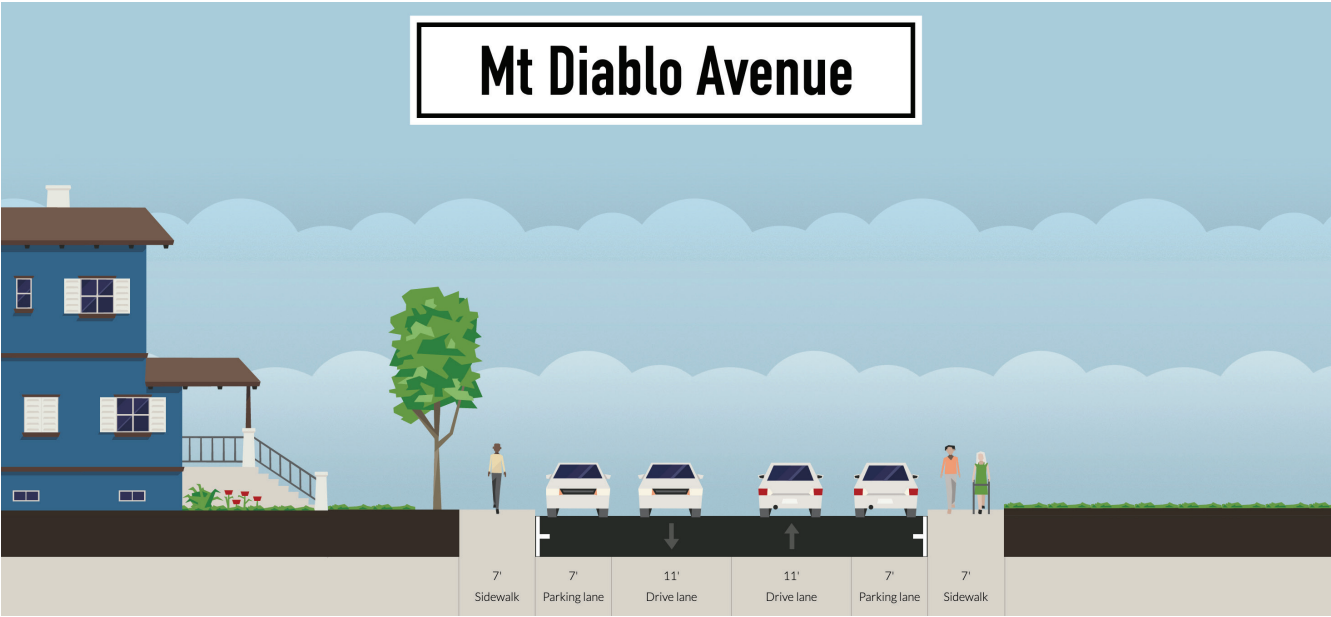 Mt Diablo Avenue
7' 7' 11' 11' 7' 7'
Sidewalk Parking lane Drive lane Drive lane Parking lane Sidewalk